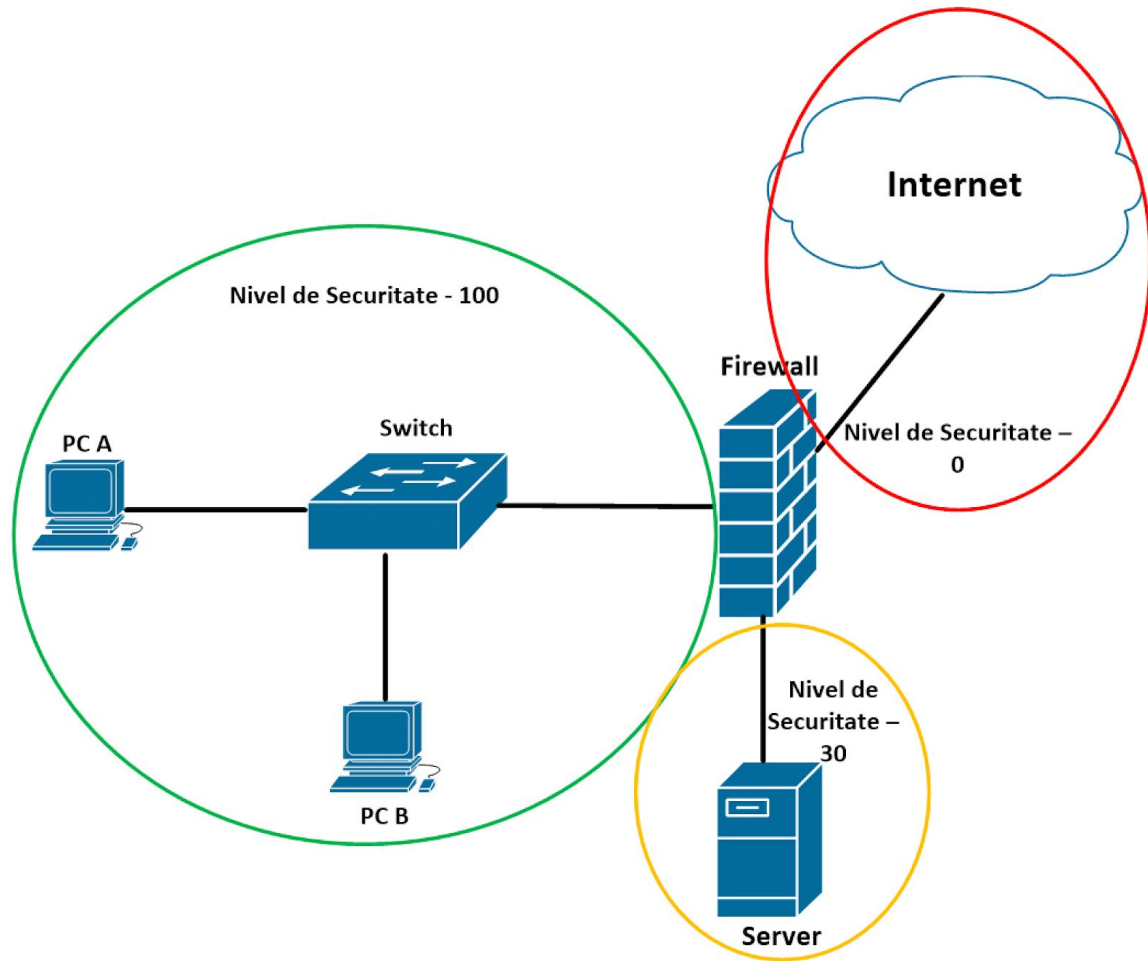 Internet
Nivel de Securitate - 100
Firewall
Nivel de Securitate –
0
Switch
PC A
PC B
Nivel de
Securitate –
30
Server